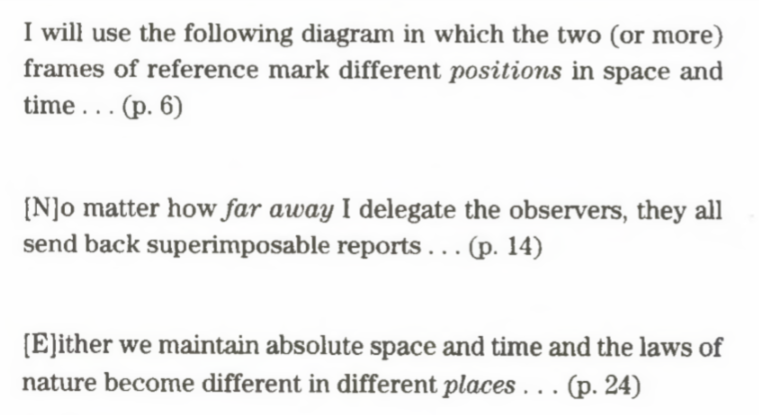 I will use the following diagram in which the two (or more)
frames of reference mark different positions in space and
time . . . (p. 6)
[N]o matter how far away I delegate the observers, they all
send back superimposable reports . . . (p. 14)
[E]ither we maintain absolute space and time and the laws of
nature become different in different places . . . (p. 24)